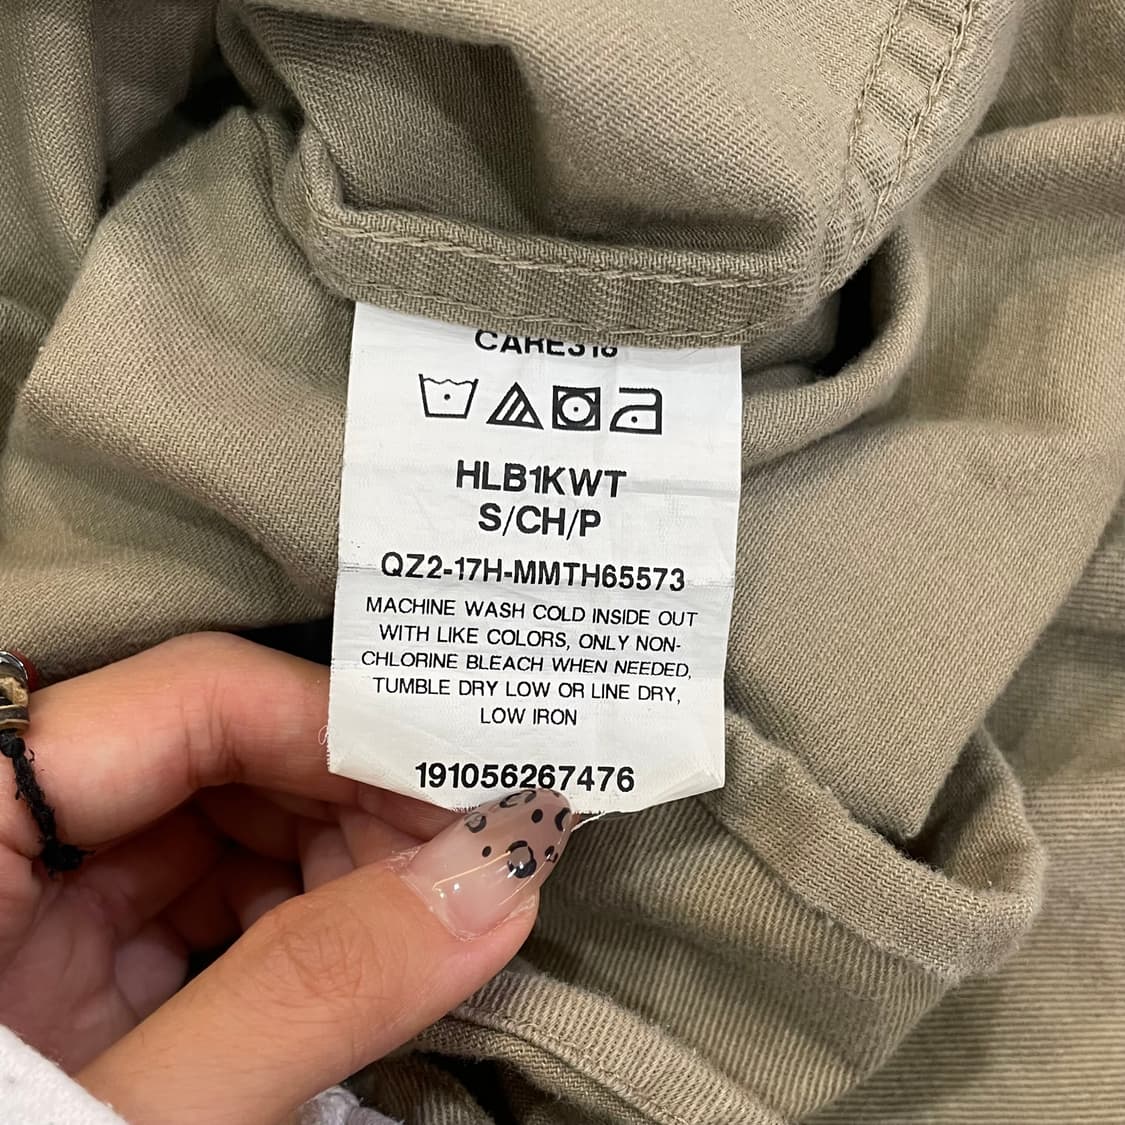 CARE318
HLB1KWT
S/CH/P
QZ2-17H-MMTH65573
MACHINE WASH COLD INSIDE OUT
WITH LIKE COLORS, ONLY NON-
CHLORINE BLEACH WHEN NEEDED,
TUMBLE DRY LOW OR LINE DRY,
LOW IRON
191056267476